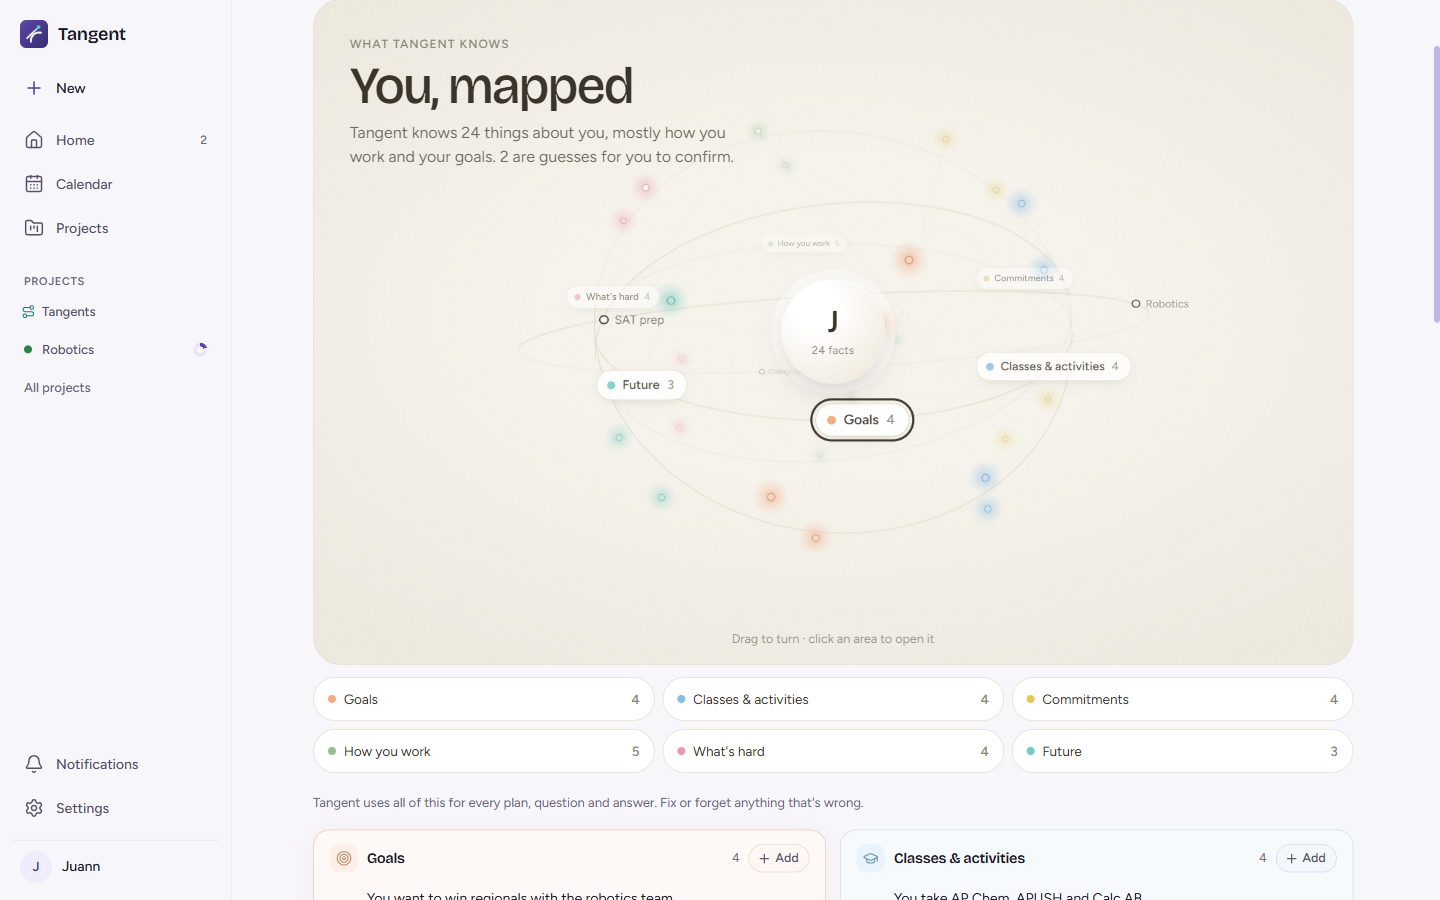 Tangent
New
Home 2
Calendar
Projects
PROJECTS
Tangents
Robotics
All projects
Notifications
Settings
J Juann
WHAT TANGENT KNOWS
You, mapped
Tangent knows 24 things about you, mostly how you
work and your goals. 2 are guesses for you to confirm.
How you work 5
Commitments 4
What's hard 4
Robotics
SAT prep
J
24 facts
Classes & activities 4
Future 3
Goals 4
Drag to turn · click an area to open it
Goals 4
Classes & activities 4
Commitments 4
How you work 5
What's hard 4
Future 3
Tangent uses all of this for every plan, question and answer. Fix or forget anything that's wrong.
Goals 4 + Add
Classes & activities 4 + Add
You want to win regionals with the robotics team
You take AP Chem, APUSH and Calc AB